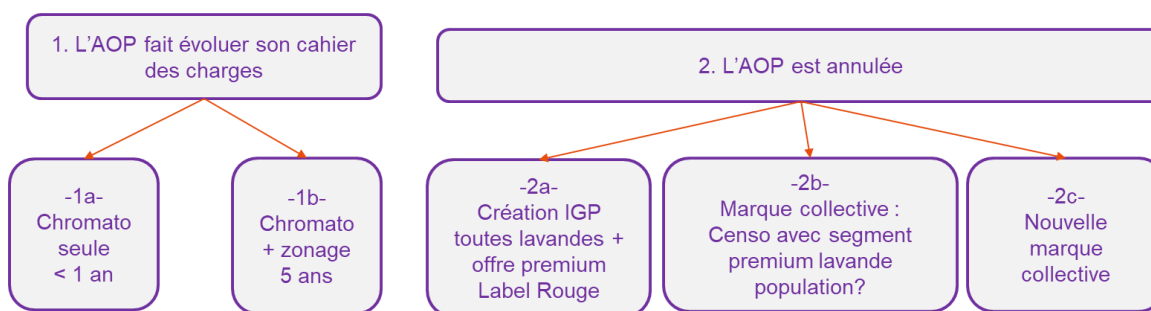 1. L'AOP fait évoluer son cahier
des charges
2. L'AOP est annulée
-1a-
Chromato
seule
< 1 an
-1b-
Chromato
+ zonage
5 ans
-2a-
Création IGP
toutes lavandes +
offre premium
Label Rouge
-2b-
Marque collective :
Censo avec segment
premium lavande
population?
-2c-
Nouvelle
marque
collective